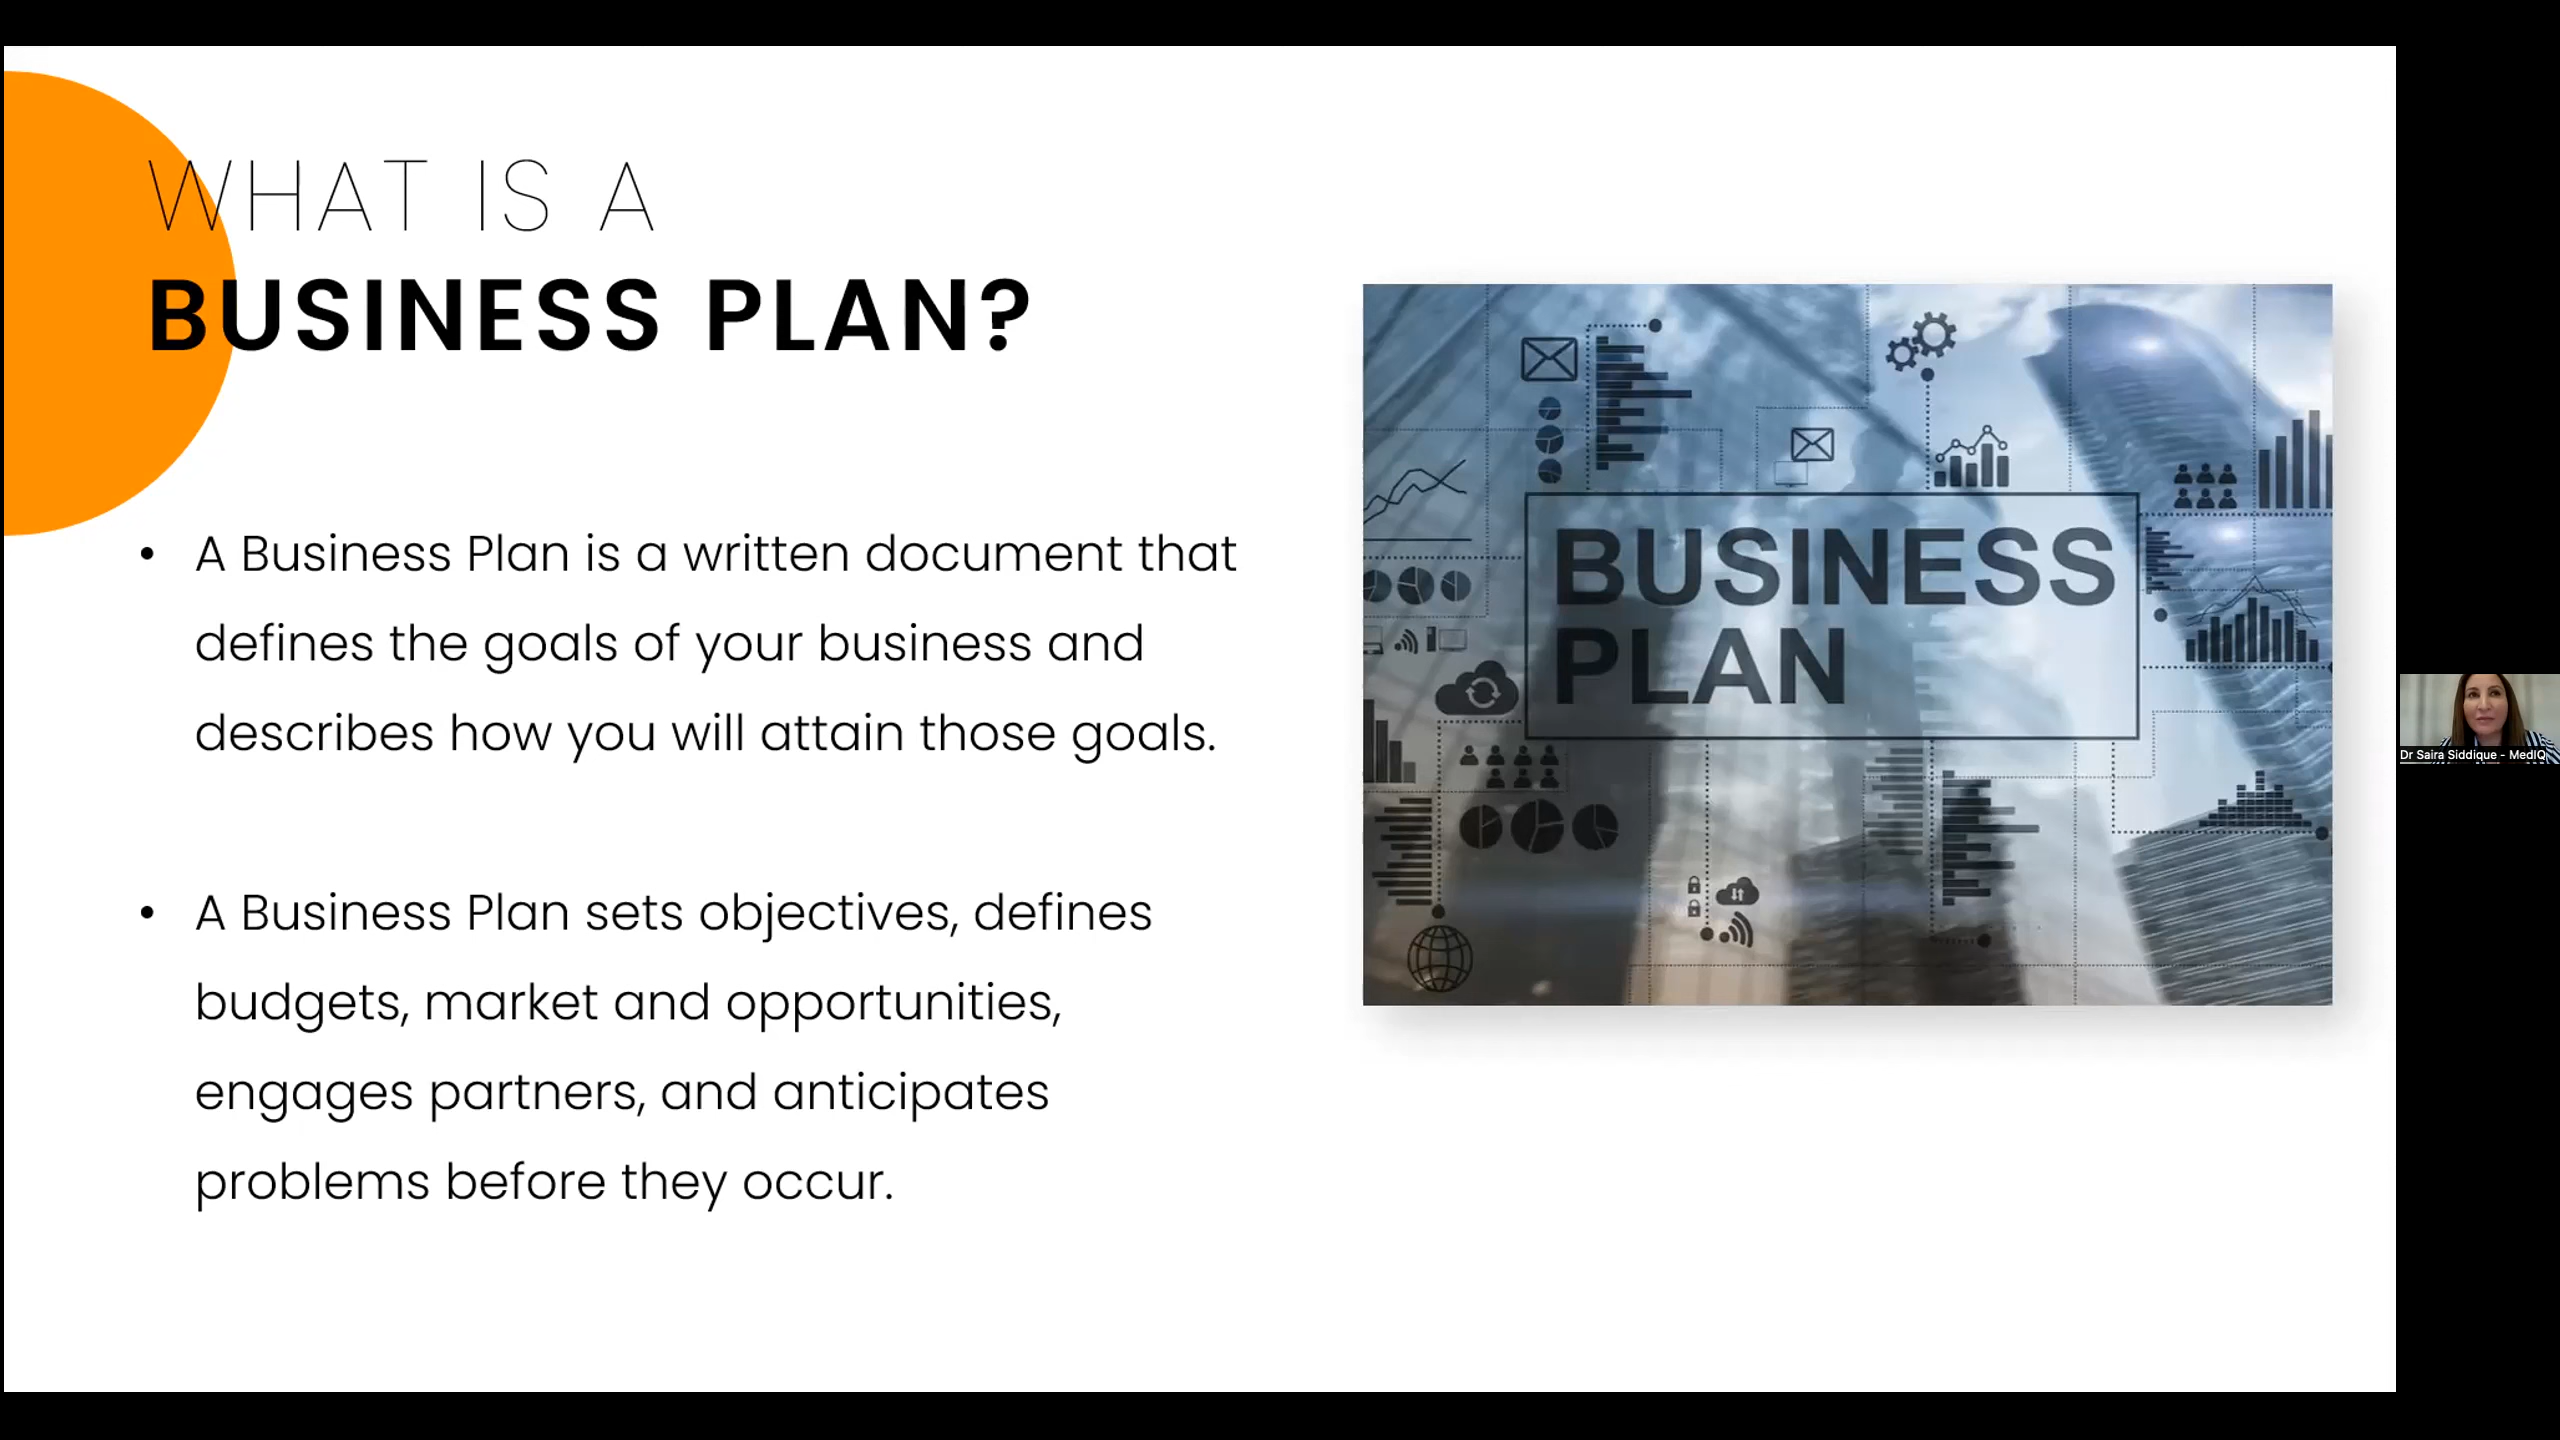 WHAT IS A
BUSINESS PLAN?
• A Business Plan is a written document that
defines the goals of your business and
describes how you will attain those goals.
• A Business Plan sets objectives, defines
budgets, market and opportunities,
engages partners, and anticipates
problems before they occur.
BUSINESS
PLAN
Dr Saira Siddique - MedIQ